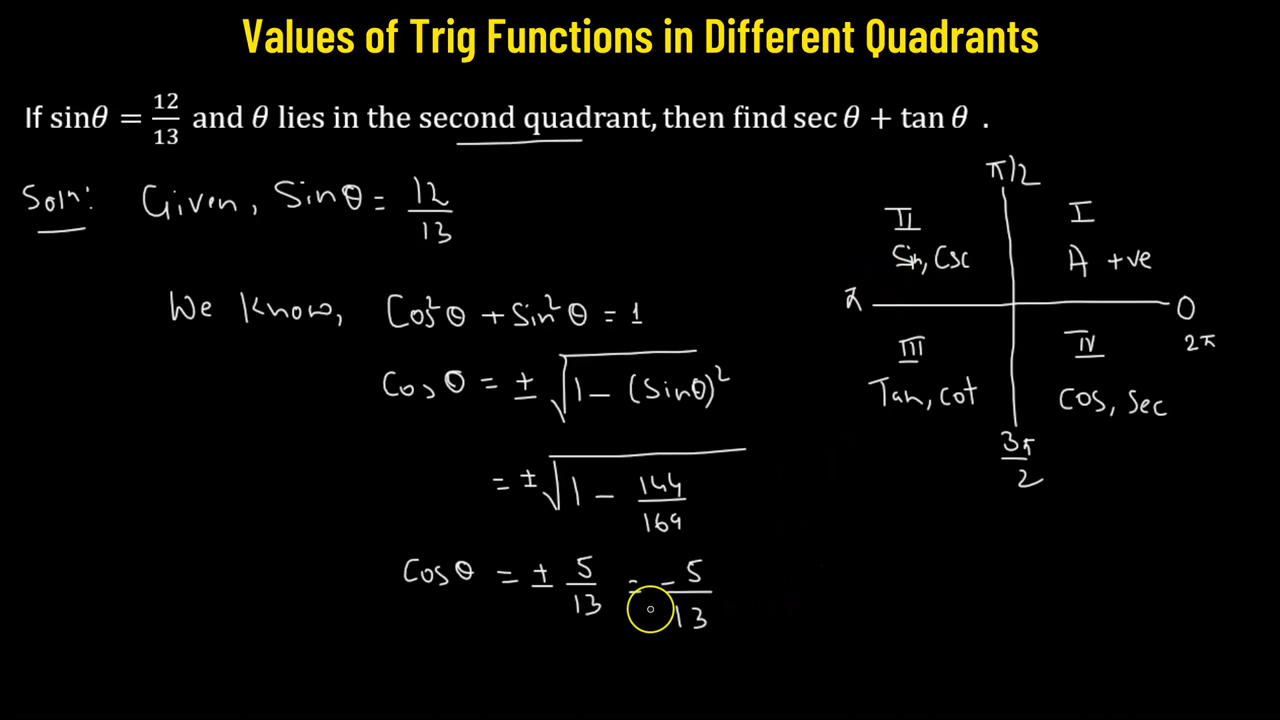 Values of Trig Functions in Different Quadrants
If sinθ = 12/13 and θ lies in the second quadrant, then find sec θ + tan θ .
Soln: Given, Sinθ = 12/13
We know, Cos²θ + Sin²θ = 1
Cosθ = ± √(1 – (Sinθ)²)
= ± √(1 – 144/169)
Cosθ = ± 5/13 = – 5/13
π/2
II
I
Sin, Csc
A +ve
π
0
2π
III
IV
Tan, cot
Cos, Sec
3π/2